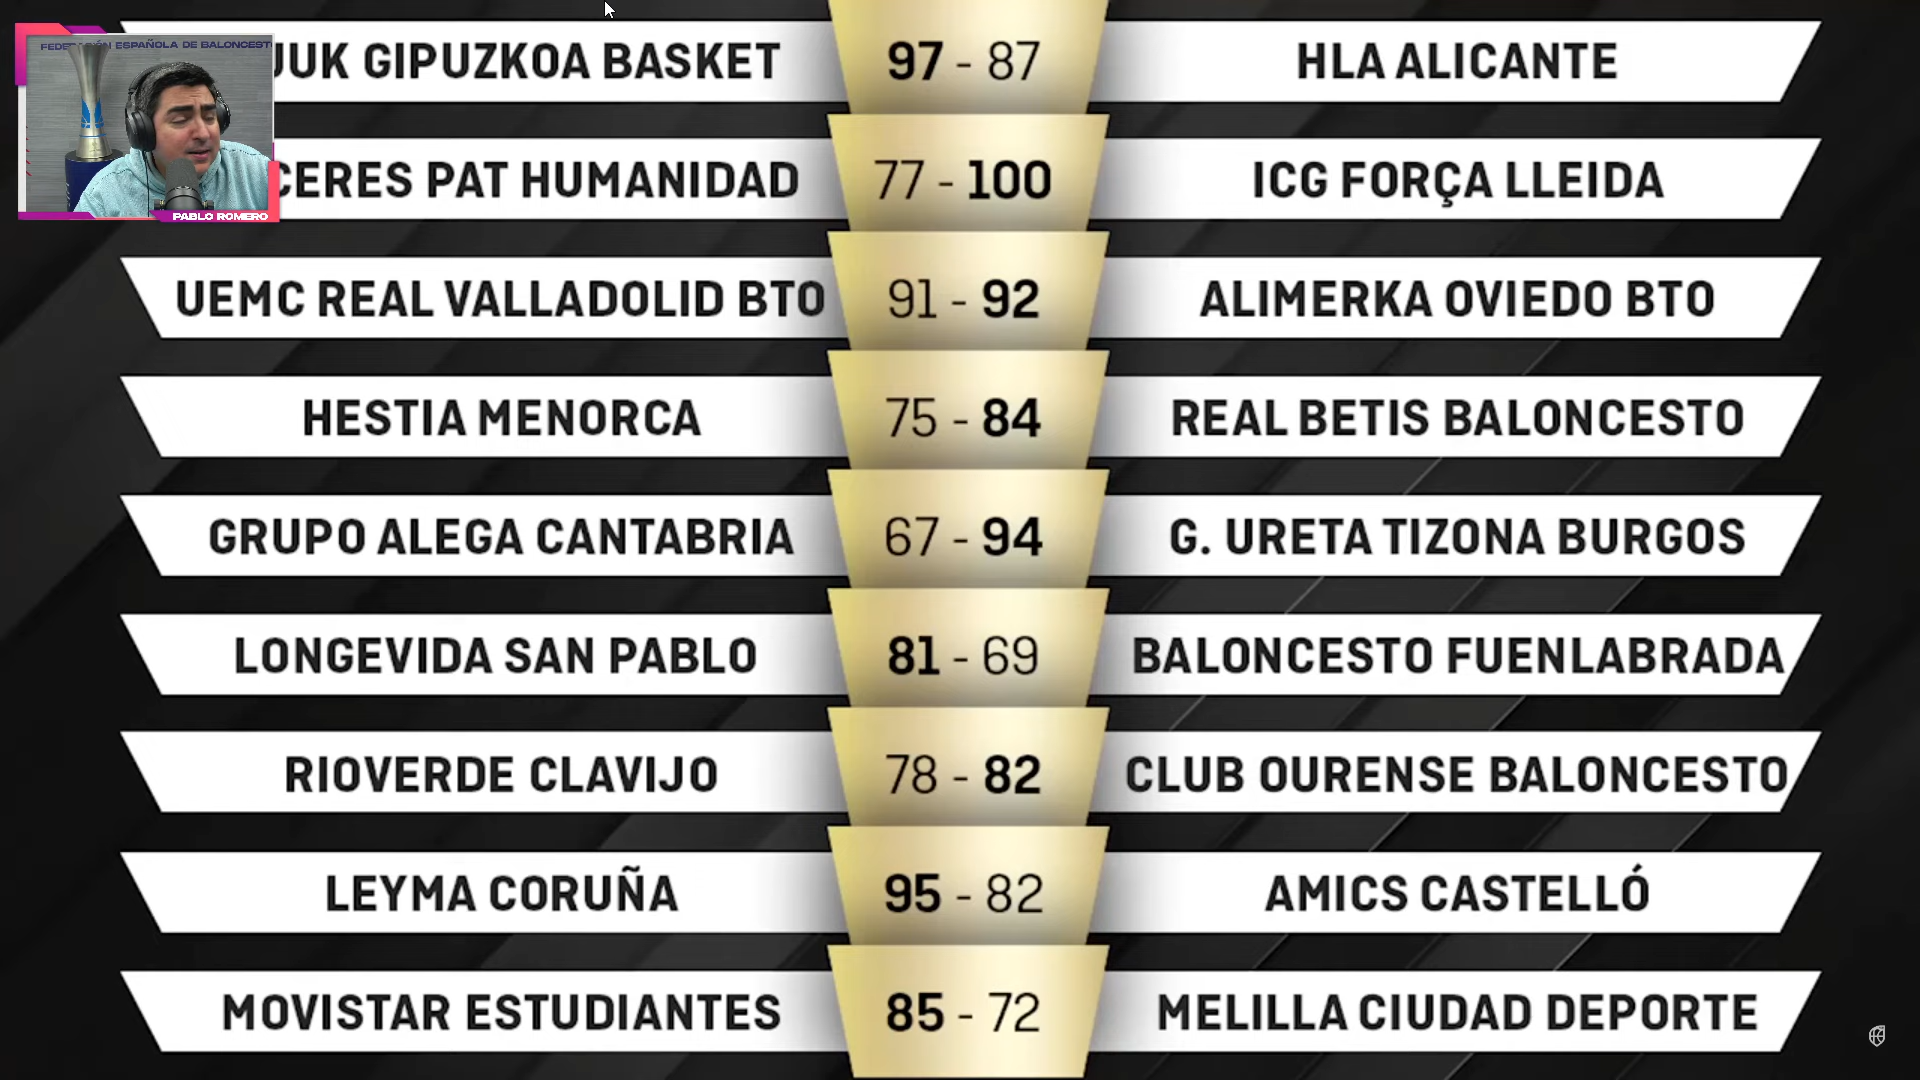 FEDERACIÓN ESPAÑOLA DE BALONCESTO
PABLO ROMERO
GIPUZKOA BASKET 97 - 87 HLA ALICANTE
PAT HUMANIDAD 77 - 100 ICG FORÇA LLEIDA
UEMC REAL VALLADOLID BTO 91 - 92 ALIMERKA OVIEDO BTO
HESTIA MENORCA 75 - 84 REAL BETIS BALONCESTO
GRUPO ALEGA CANTABRIA 67 - 94 G. URETA TIZONA BURGOS
LONGEVIDA SAN PABLO 81 - 69 BALONCESTO FUENLABRADA
RIOVERDE CLAVIJO 78 - 82 CLUB OURENSE BALONCESTO
LEYMA CORUÑA 95 - 82 AMICS CASTELLÓ
MOVISTAR ESTUDIANTES 85 - 72 MELILLA CIUDAD DEPORTE